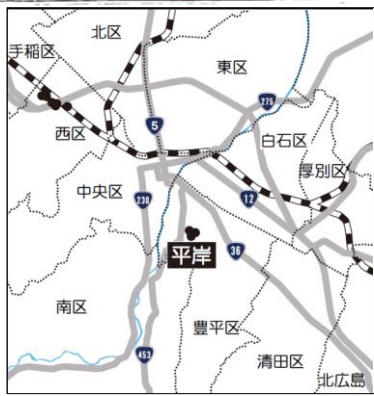 北区
手稲区
東区
275
5
西区
白石区
厚別区
中央区
230
12
平岸
36
南区
豊平区
453
清田区
北広島